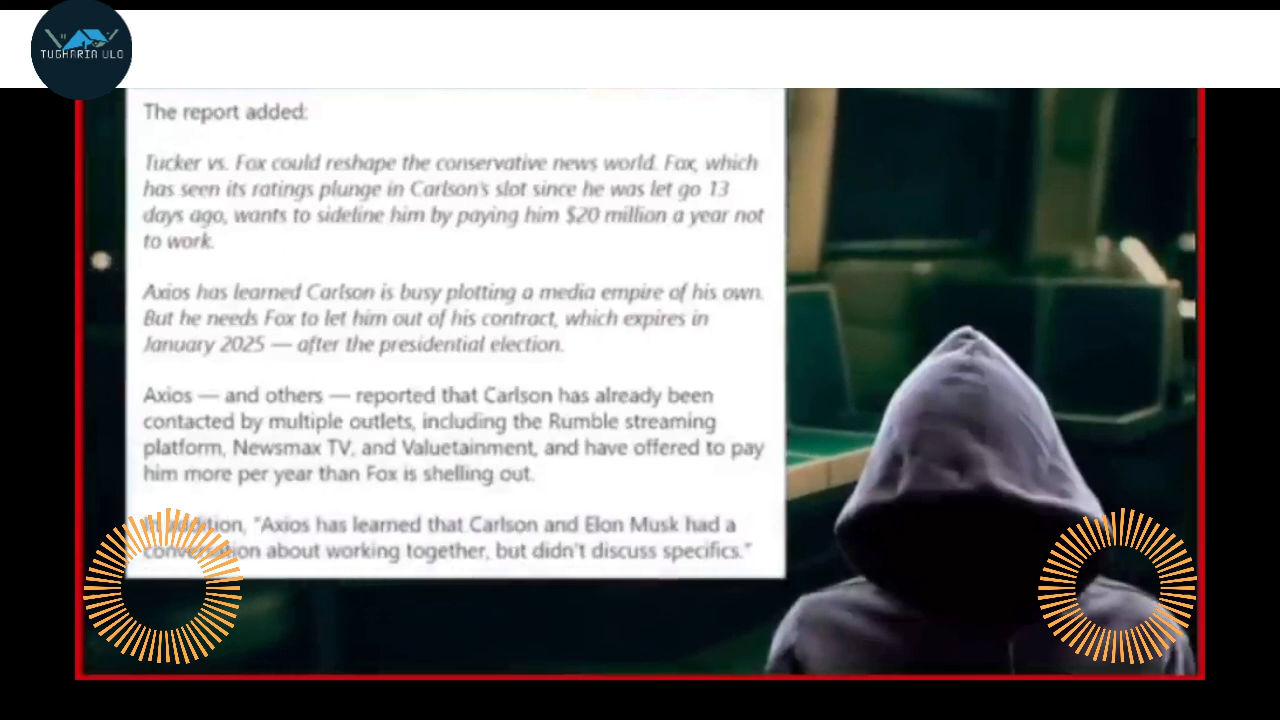 TUGHARIA ULO
The report added:
Tucker vs. Fox could reshape the conservative news world. Fox, which
has seen its ratings plunge in Carlson's slot since he was let go 13
days ago, wants to sideline him by paying him $20 million a year not
to work.
Axios has learned Carlson is busy plotting a media empire of his own.
But he needs Fox to let him out of his contract, which expires in
January 2025 — after the presidential election.
Axios — and others — reported that Carlson has already been
contacted by multiple outlets, including the Rumble streaming
platform, Newsmax TV, and Valuetainment, and have offered to pay
him more per year than Fox is shelling out.
In addition, "Axios has learned that Carlson and Elon Musk had a
conversation about working together, but didn't discuss specifics."